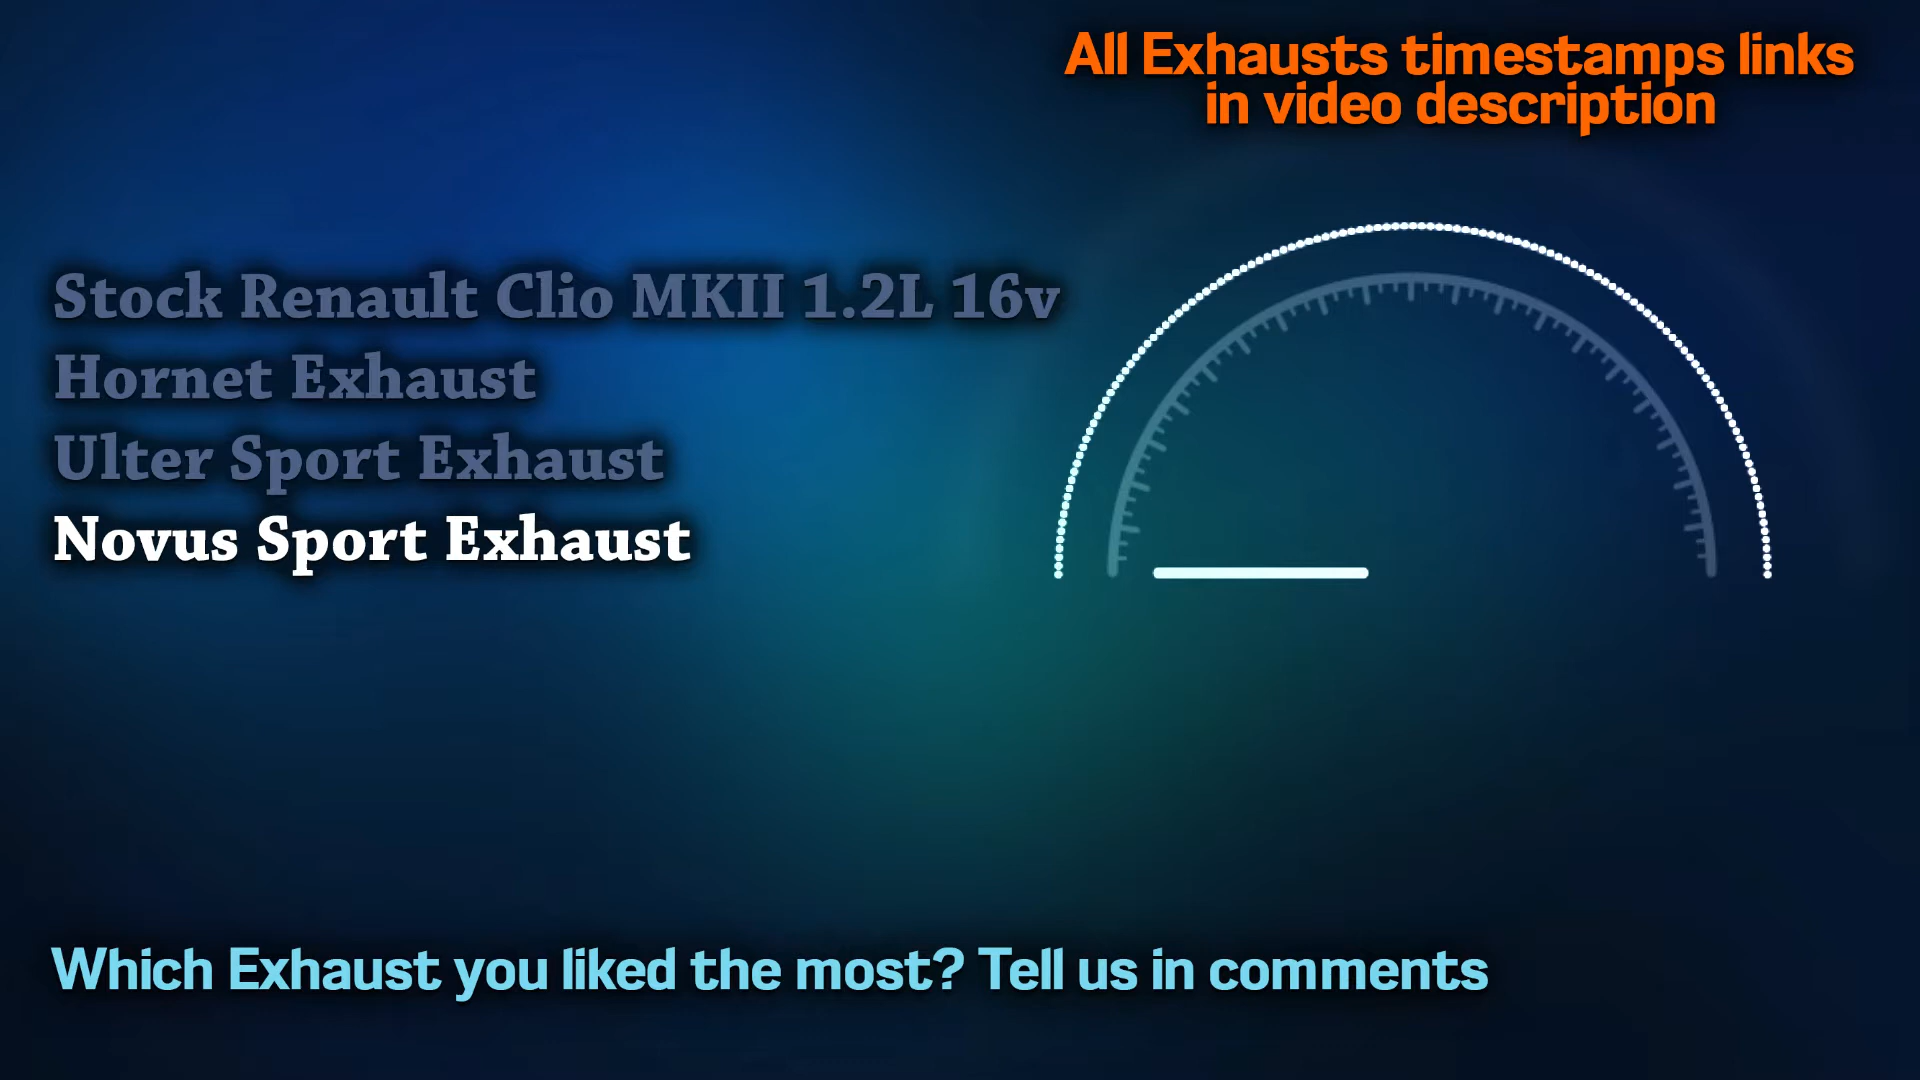 All Exhausts timestamps links
in video description
Stock Renault Clio MKII 1.2L 16v
Hornet Exhaust
Ulter Sport Exhaust
Novus Sport Exhaust
Which Exhaust you liked the most? Tell us in comments